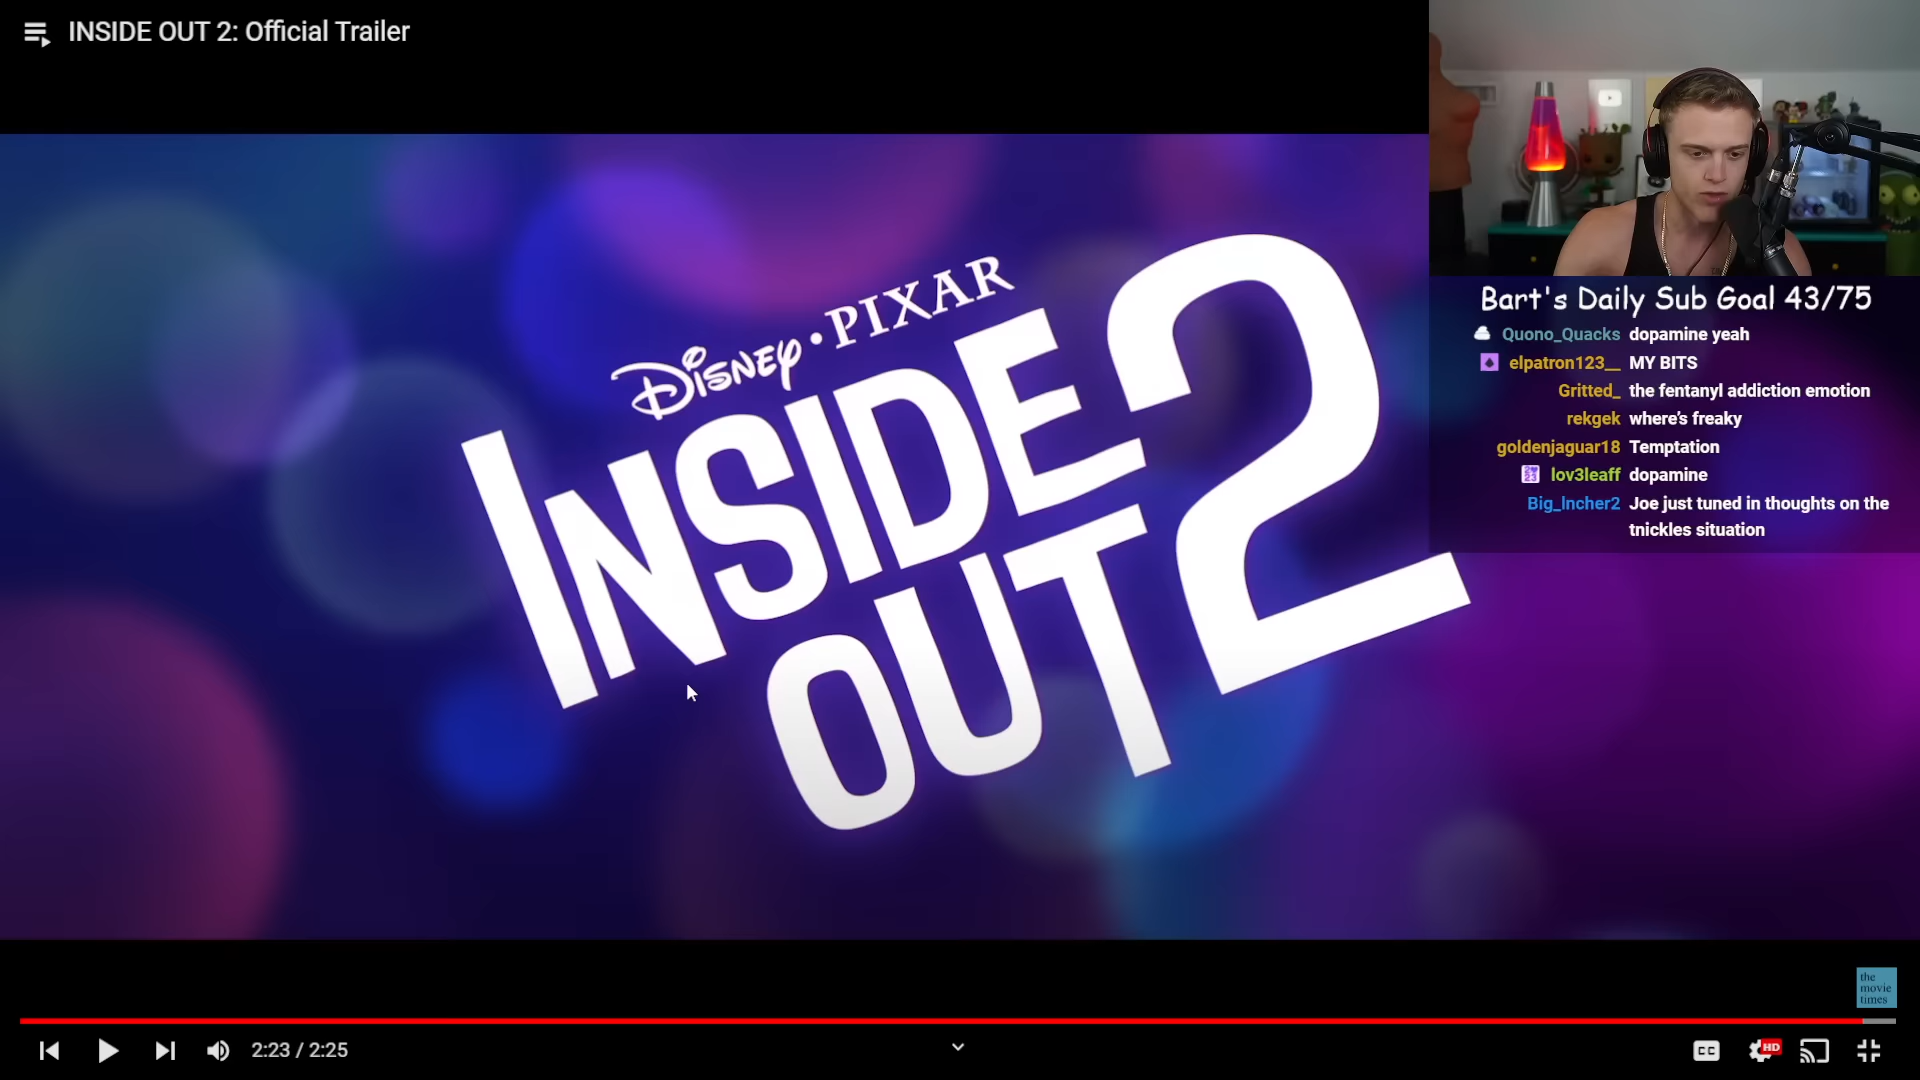 INSIDE OUT 2: Official Trailer
DISNEY • PIXAR
INSIDE
OUT 2
Bart's Daily Sub Goal 43/75
Quono_Quacks dopamine yeah
elpatron123__ MY BITS
Gritted_ the fentanyl addiction emotion
rekgek where's freaky
goldenjaguar18 Temptation
lov3leaff dopamine
Big_lncher2 Joe just tuned in thoughts on the
tnickles situation
the
movie
times
2:23 / 2:25
CC
HD